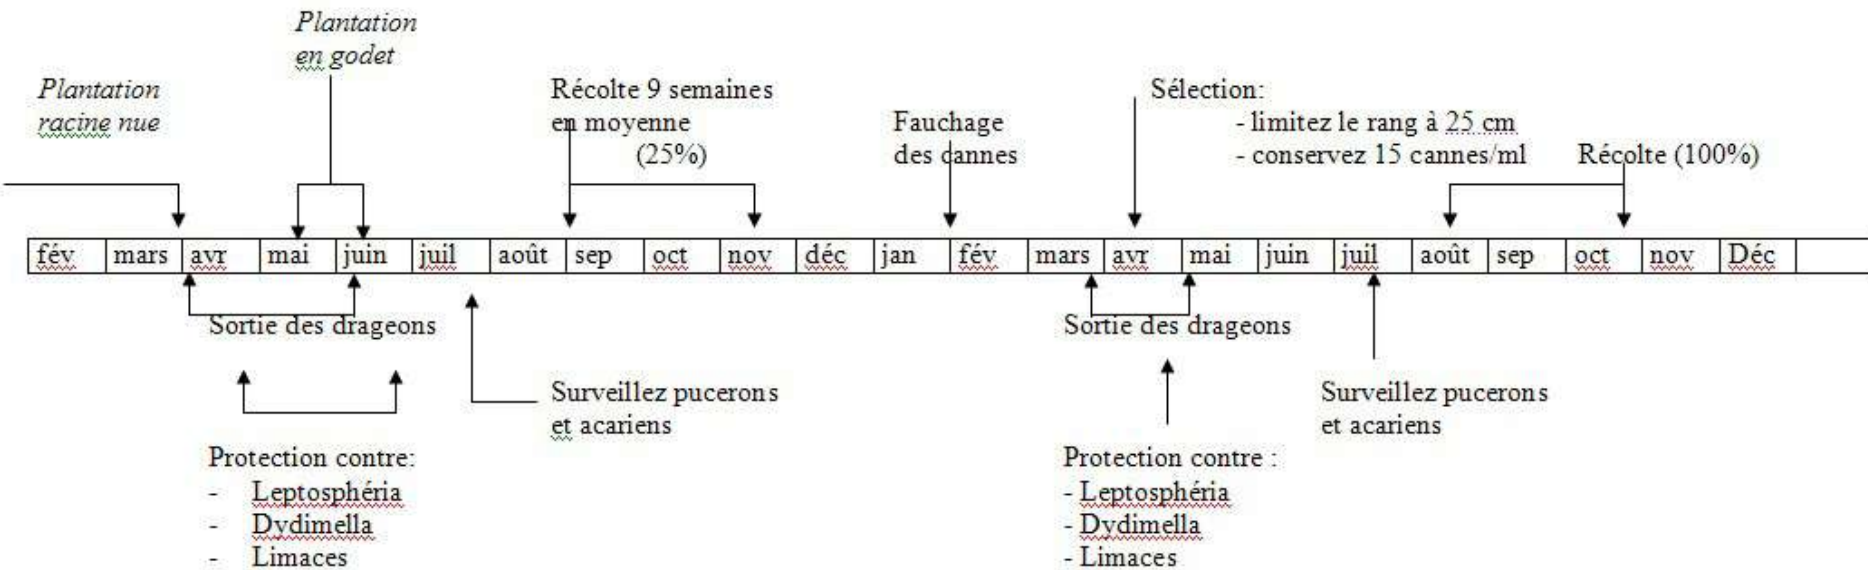 Plantation
en godet
Plantation
racine nue
Récolte 9 semaines
en moyenne
(25%)
Fauchage
des cannes
Sélection:
- limitez le rang à 25 cm
- conservez 15 cannes/ml
Récolte (100%)
fév mars avr mai juin juil août sep oct nov déc jan fév mars avr mai juin juil août sep oct nov Déc
Sortie des drageons
Sortie des drageons
Surveillez pucerons
et acariens
Surveillez pucerons
et acariens
Protection contre:
- Leptosphéria
- Dydimella
- Limaces
Protection contre :
- Leptosphéria
- Dydimella
- Limaces